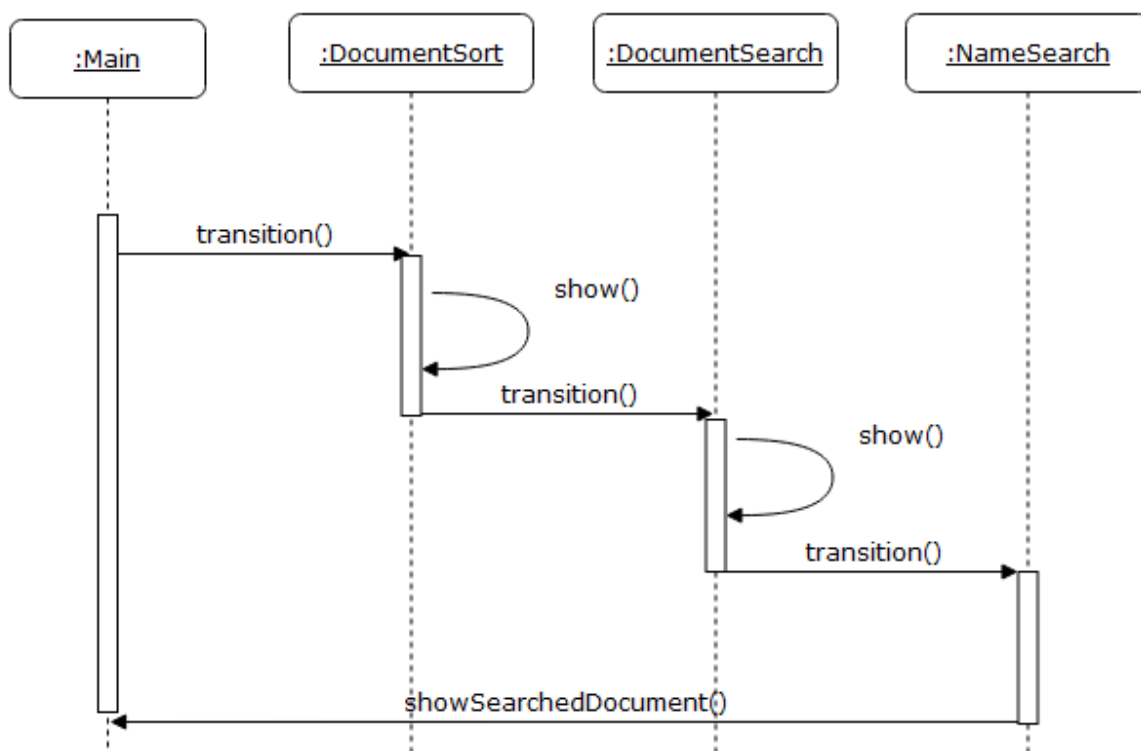 :Main
:DocumentSort
:DocumentSearch
:NameSearch
transition()
show()
transition()
show()
transition()
showSearchedDocument()